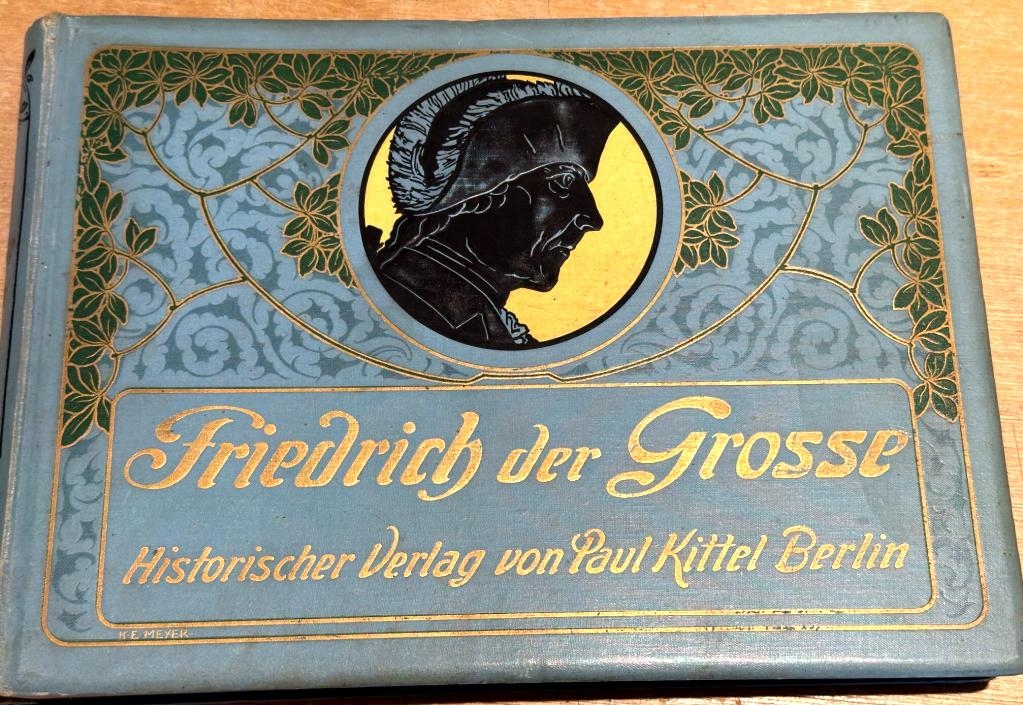 Friedrich der Grosse
Historischer Verlag von Paul Kittel Berlin
K. E. MEYER